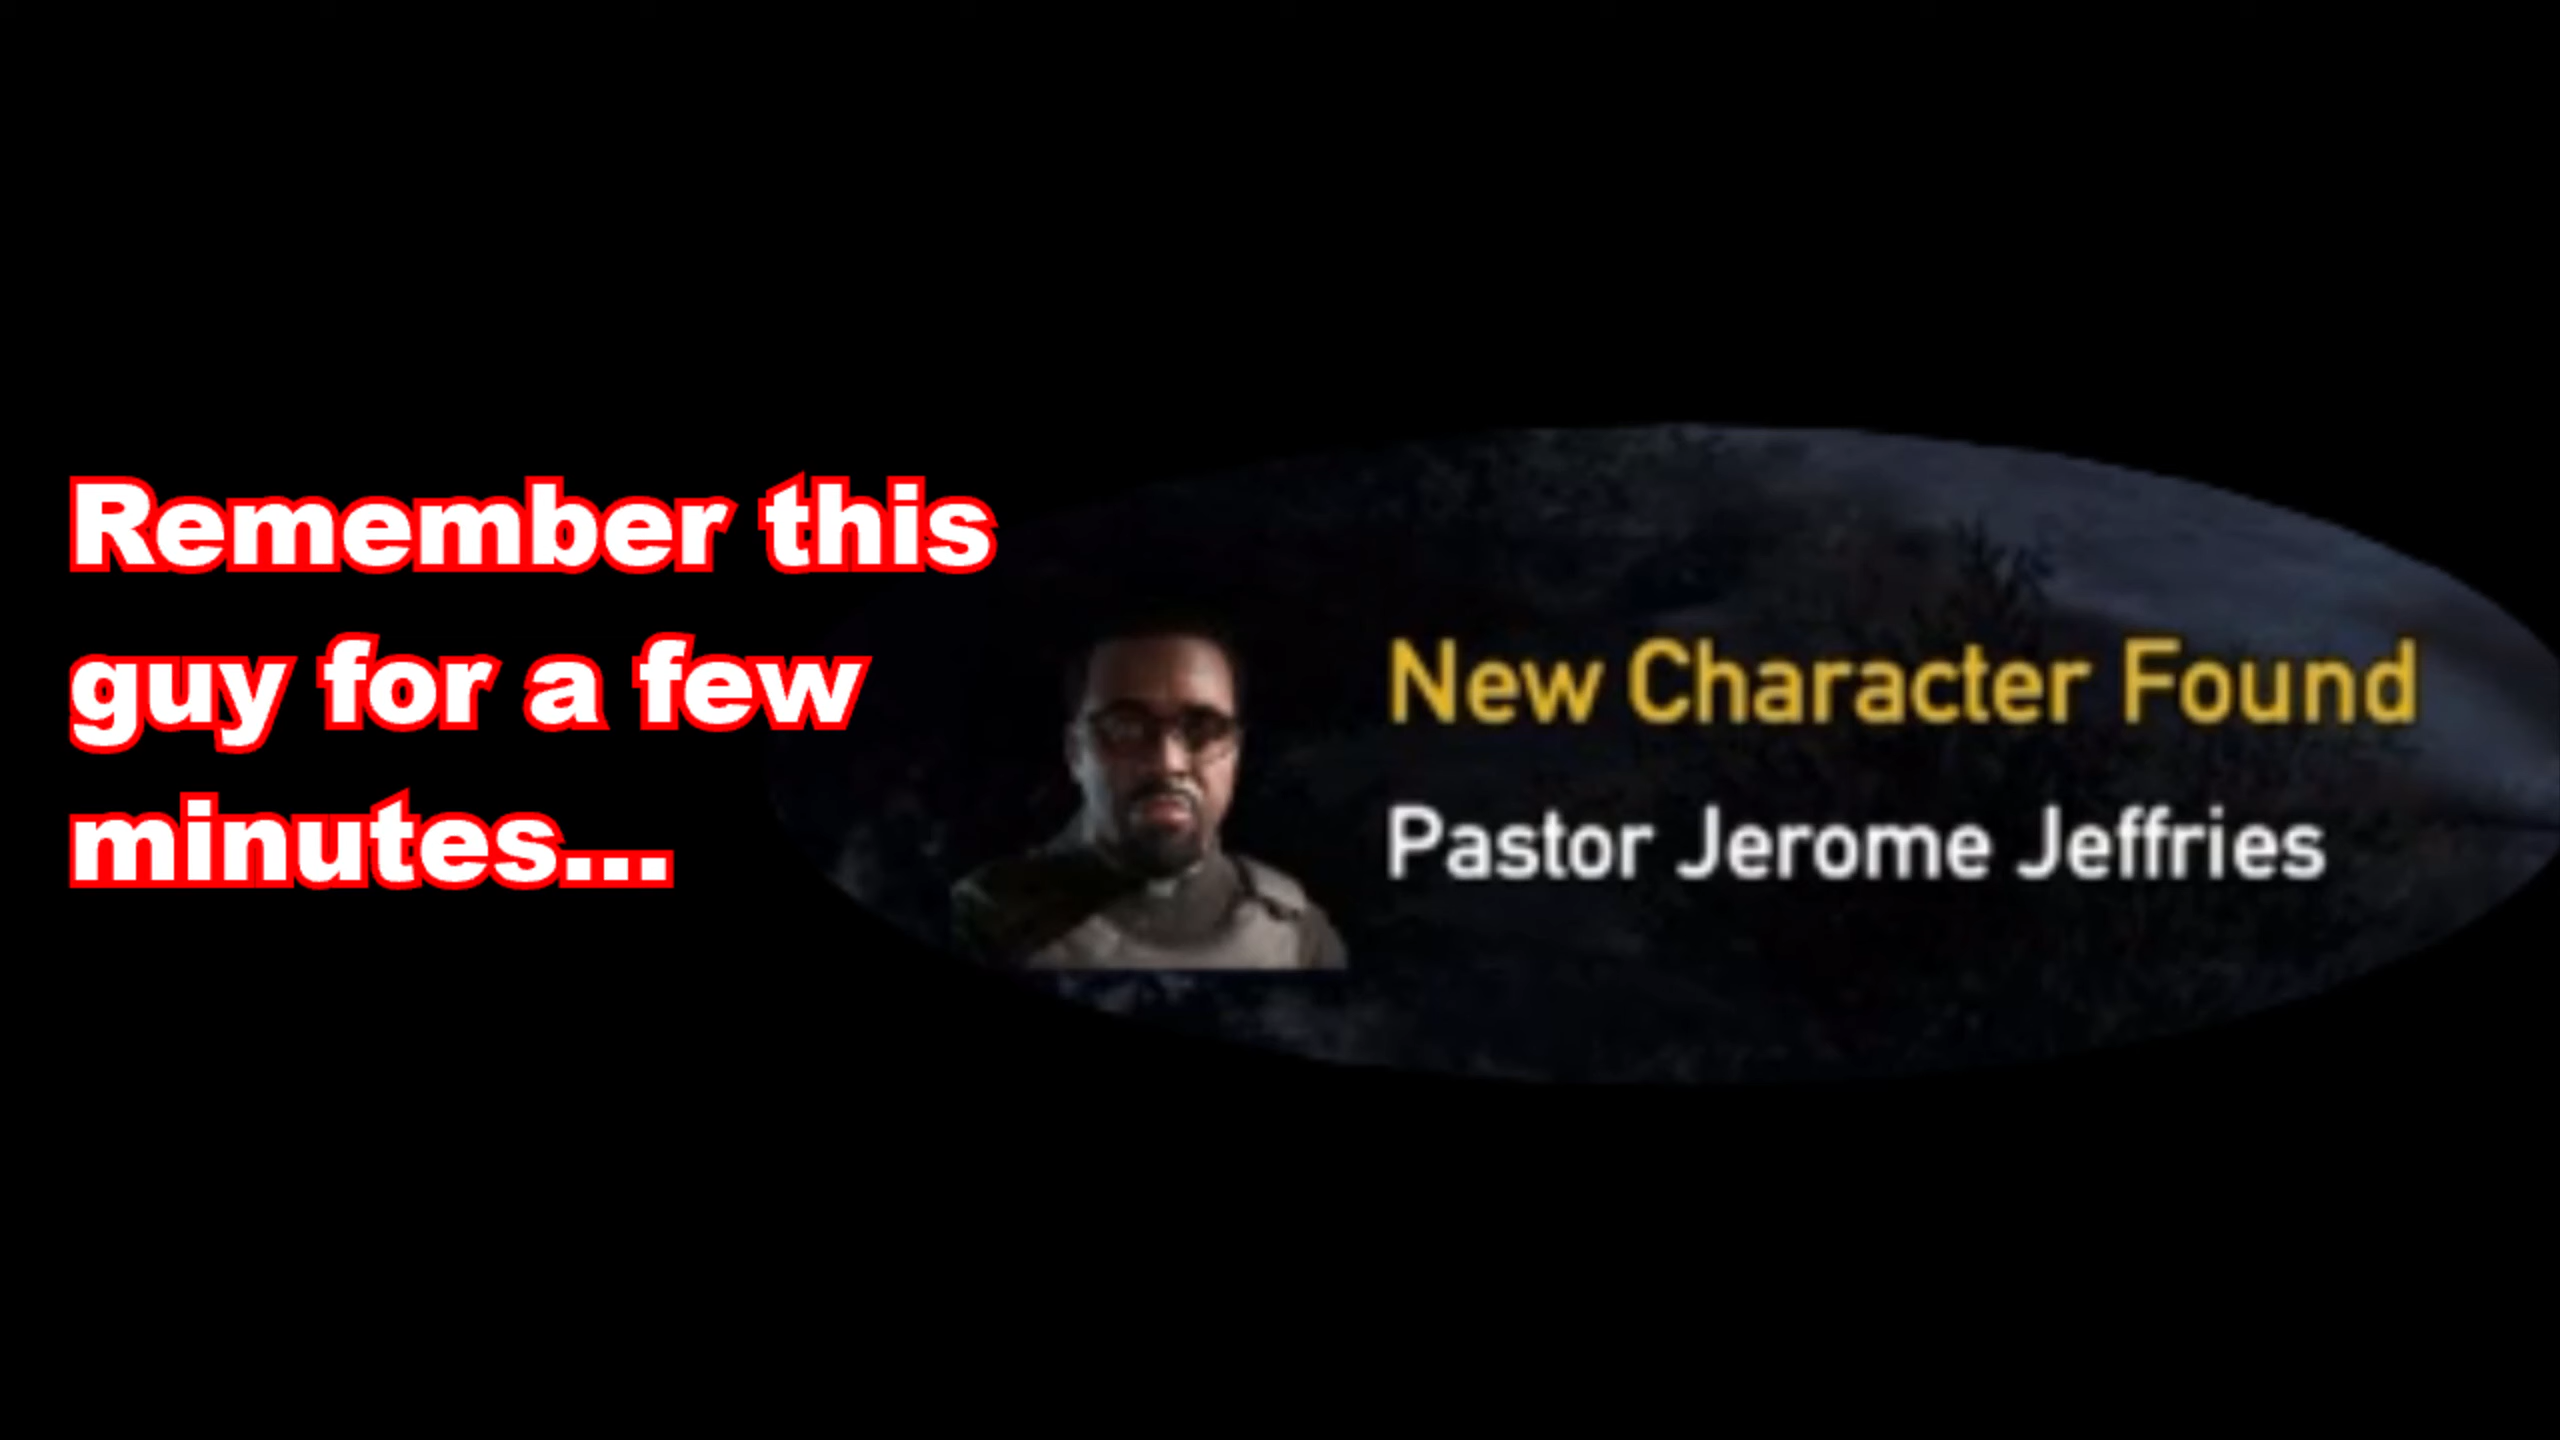 Remember this
guy for a few
minutes...
New Character Found
Pastor Jerome Jeffries